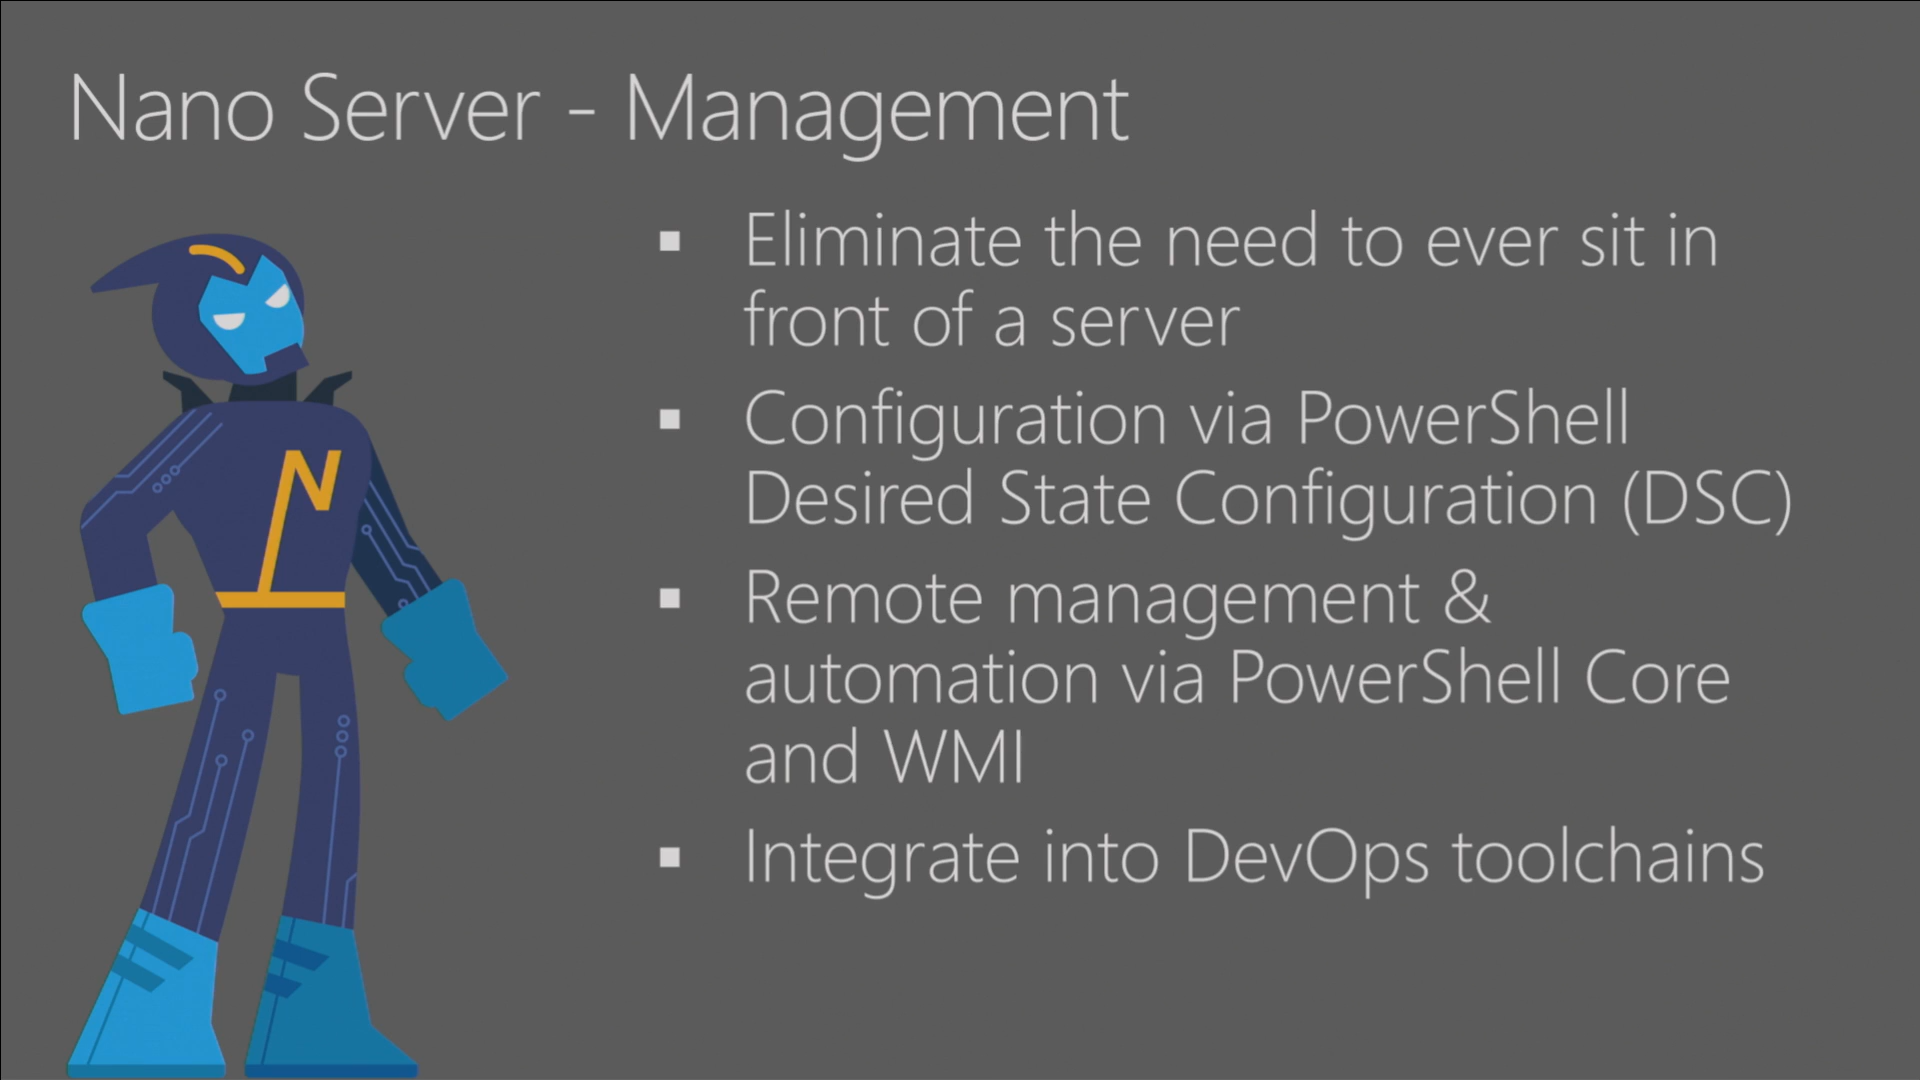 Nano Server - Management
▪ Eliminate the need to ever sit in
front of a server
▪ Configuration via PowerShell
Desired State Configuration (DSC)
▪ Remote management &
automation via PowerShell Core
and WMI
▪ Integrate into DevOps toolchains
N